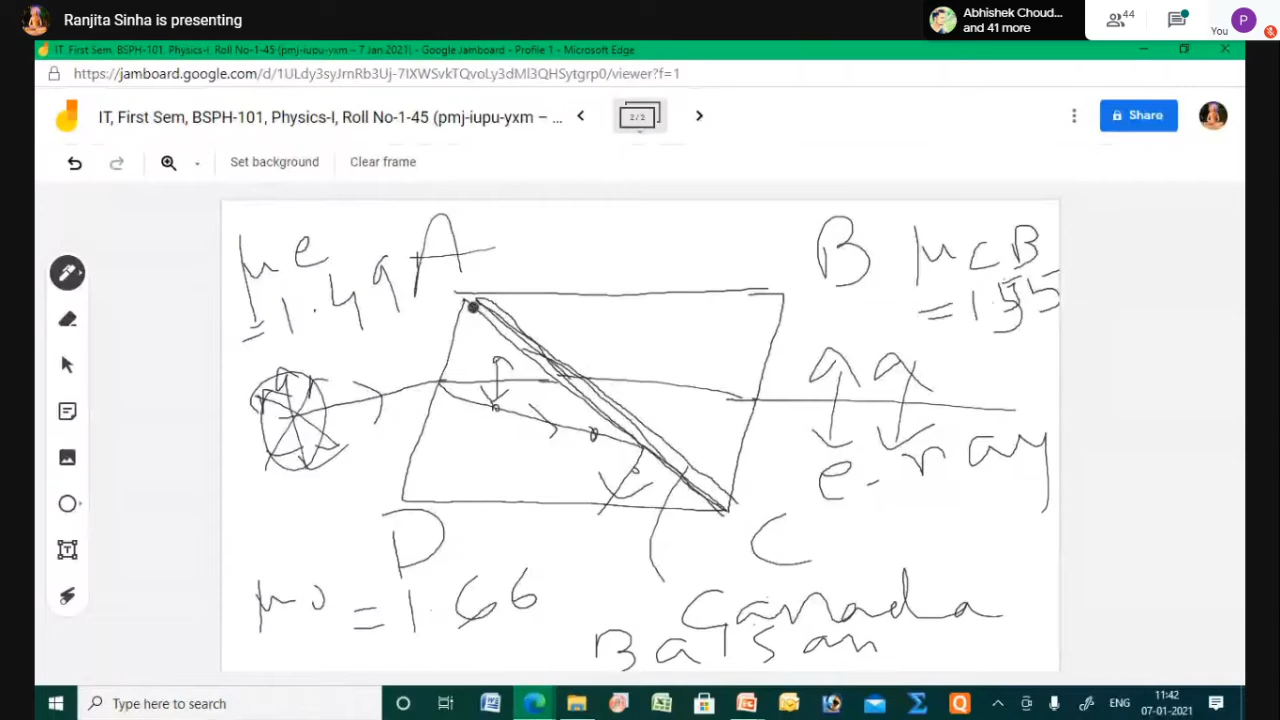 Ranjita Sinha is presenting
Abhishek Choud...
and 41 more
44
You
P
IT, First Sem, BSPH-101, Physics-I, Roll No-1-45 (pmj-iupu-yxm – 7 Jan 2021) - Google Jamboard - Profile 1 - Microsoft Edge
https://jamboard.google.com/d/1ULdy3syJrnRb3Uj-7IXWSvkTQvoLy3dMl3QHSytgrp0/viewer?f=1
IT, First Sem, BSPH-101, Physics-I, Roll No-1-45 (pmj-iupu-yxm – ...
2/2
Share
Set background
Clear frame
μe
=1.49
A
B
μCB
=1.55
e-ray
D
C
μo
=1.66
Canada
Balsam
Type here to search
ENG
11:42
07-01-2021